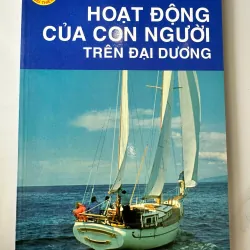 HOẠT ĐỘNG
CỦA CON NGƯỜI
TRÊN ĐẠI DƯƠNG